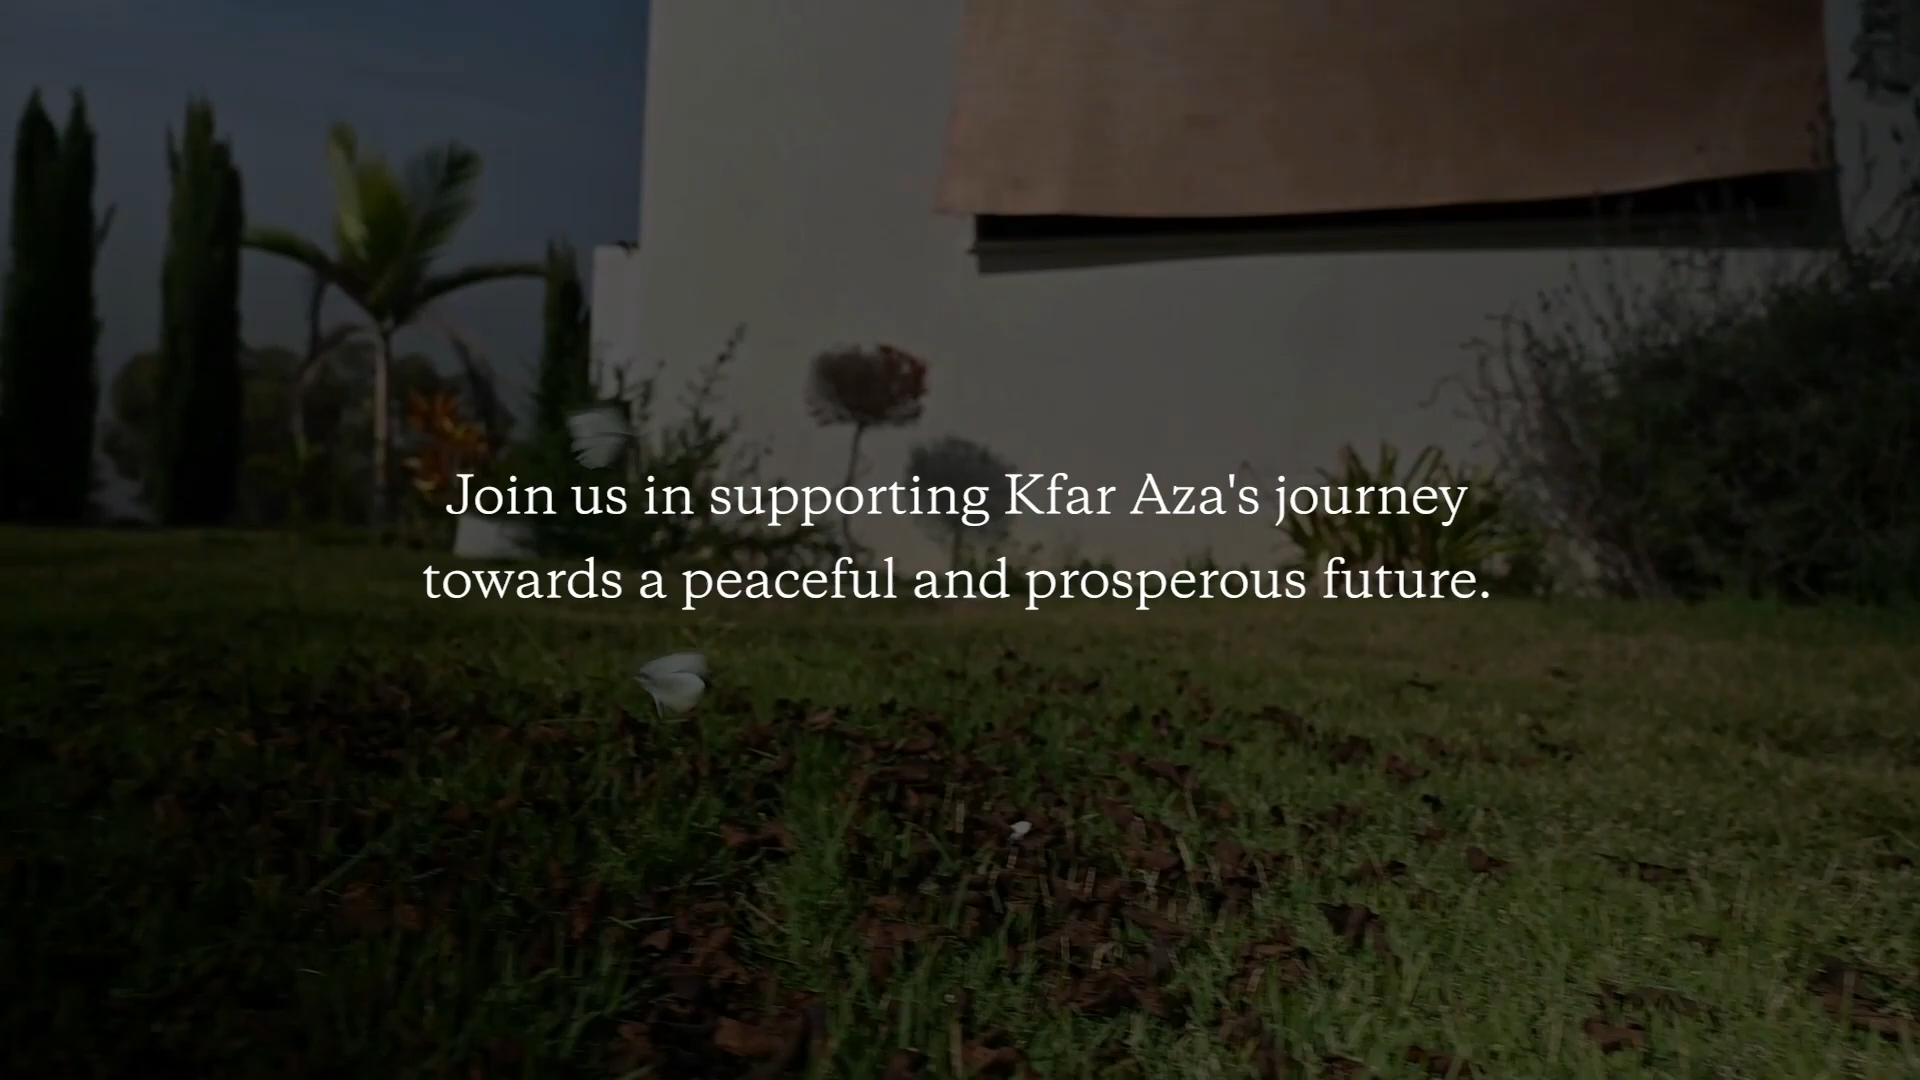 Join us in supporting Kfar Aza's journey
towards a peaceful and prosperous future.